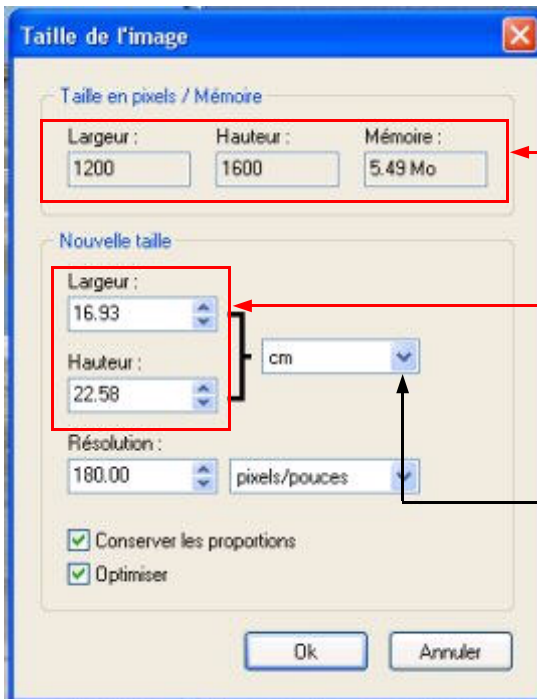 Taille de l'image
Taille en pixels / Mémoire
Largeur : Hauteur : Mémoire :
1200 1600 5.49 Mo
Nouvelle taille
Largeur :
16.93
cm
Hauteur :
22.58
Résolution :
180.00 pixels/pouces
Conserver les proportions
Optimiser
Ok Annuler